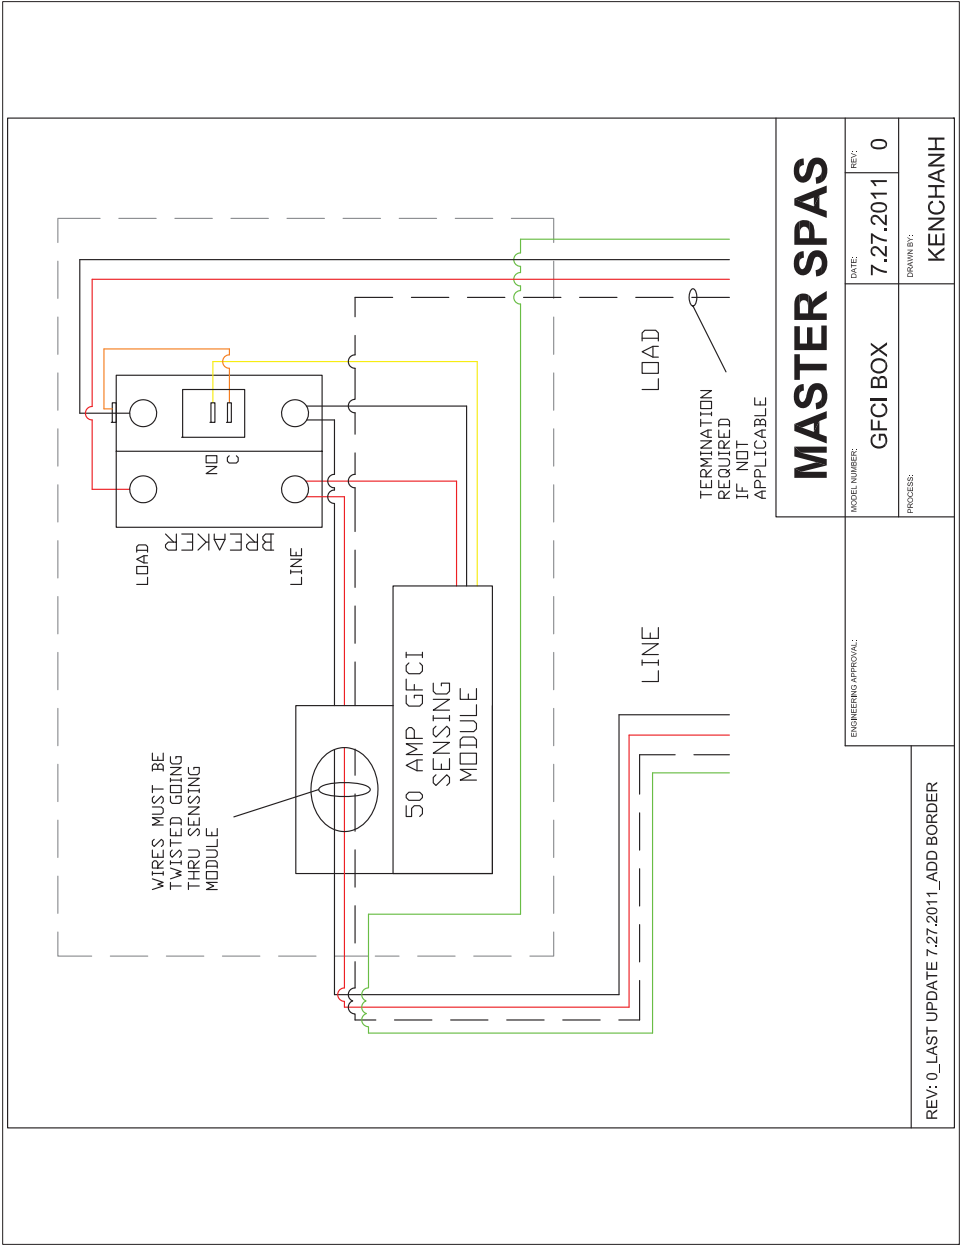 LOAD
BREAKER
LINE
NO
C
WIRES MUST BE
TWISTED GOING
THRU SENSING
MODULE
50 AMP GFCI
SENSING
MODULE
LINE
LOAD
TERMINATION
REQUIRED
IF NOT
APPLICABLE
MASTER SPAS
MODEL NUMBER:
GFCI BOX
DATE:
7.27.2011
REV:
0
PROCESS:
DRAWN BY:
KENCHANH
ENGINEERING APPROVAL:
REV: 0_LAST UPDATE 7.27.2011_ADD BORDER